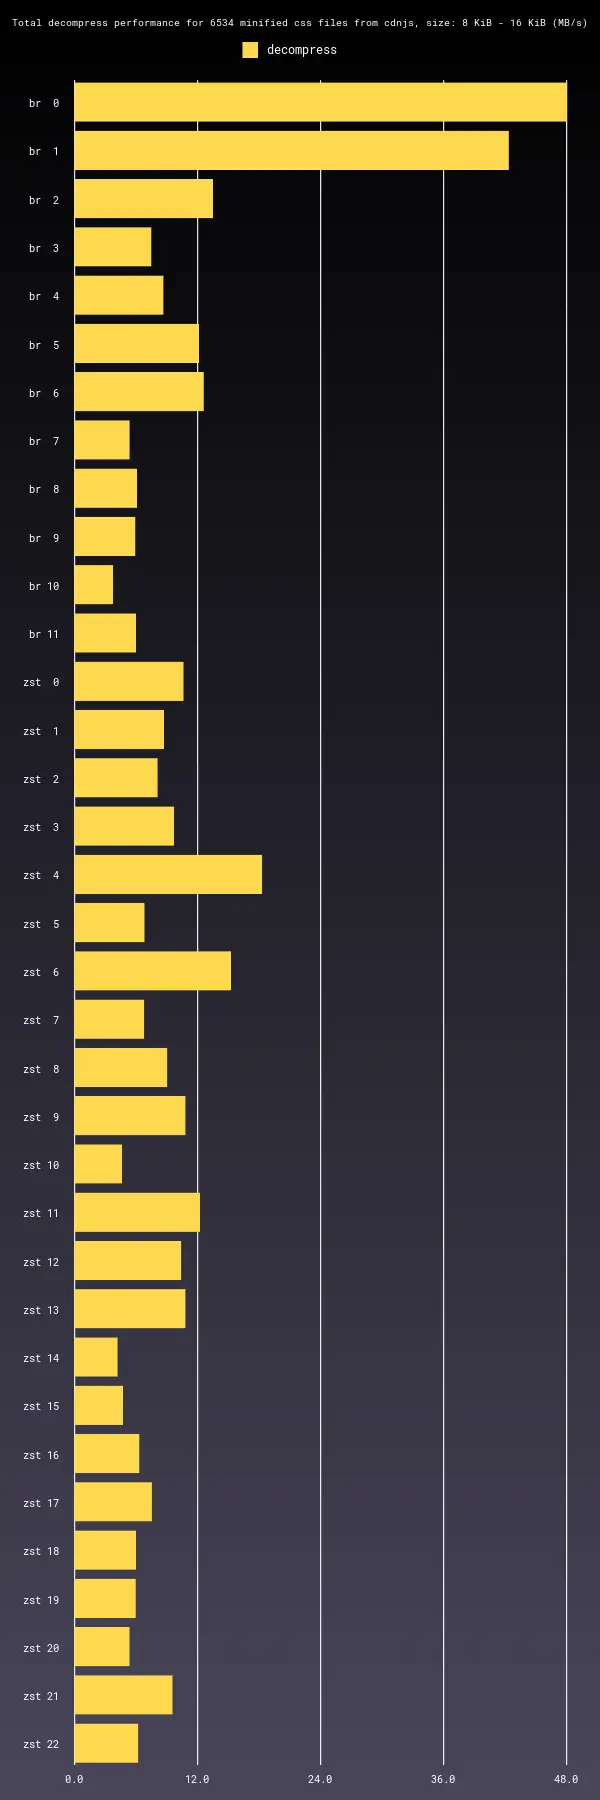 Total decompress performance for 6534 minified css files from cdnjs, size: 8 KiB - 16 KiB (MB/s)
decompress
br  0
br  1
br  2
br  3
br  4
br  5
br  6
br  7
br  8
br  9
br 10
br 11
zst  0
zst  1
zst  2
zst  3
zst  4
zst  5
zst  6
zst  7
zst  8
zst  9
zst 10
zst 11
zst 12
zst 13
zst 14
zst 15
zst 16
zst 17
zst 18
zst 19
zst 20
zst 21
zst 22
0.0 12.0 24.0 36.0 48.0